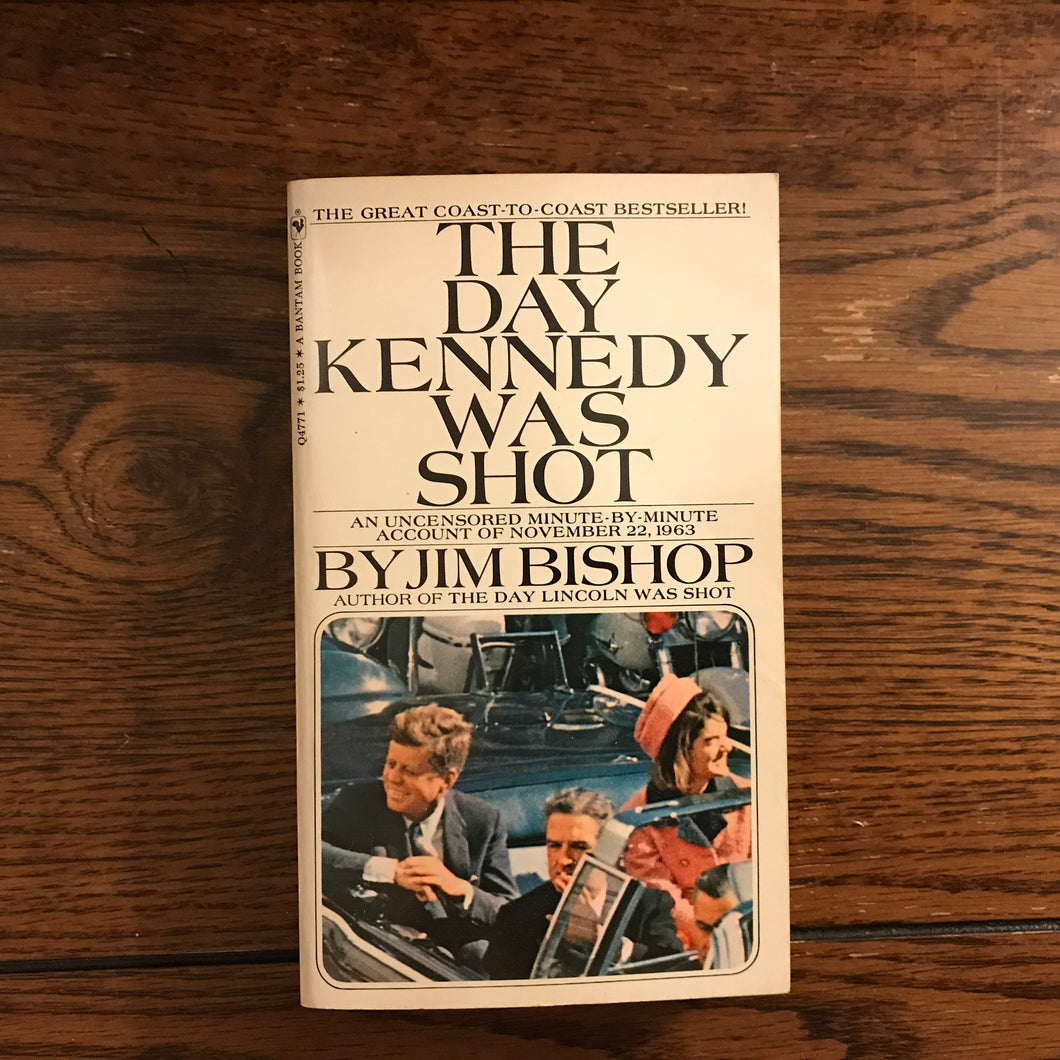 THE GREAT COAST-TO-COAST BESTSELLER!
THE
DAY
KENNEDY
WAS
SHOT
AN UNCENSORED MINUTE-BY-MINUTE
ACCOUNT OF NOVEMBER 22, 1963
BY JIM BISHOP
AUTHOR OF THE DAY LINCOLN WAS SHOT
Q4771 * $1.25 * A BANTAM BOOK ®